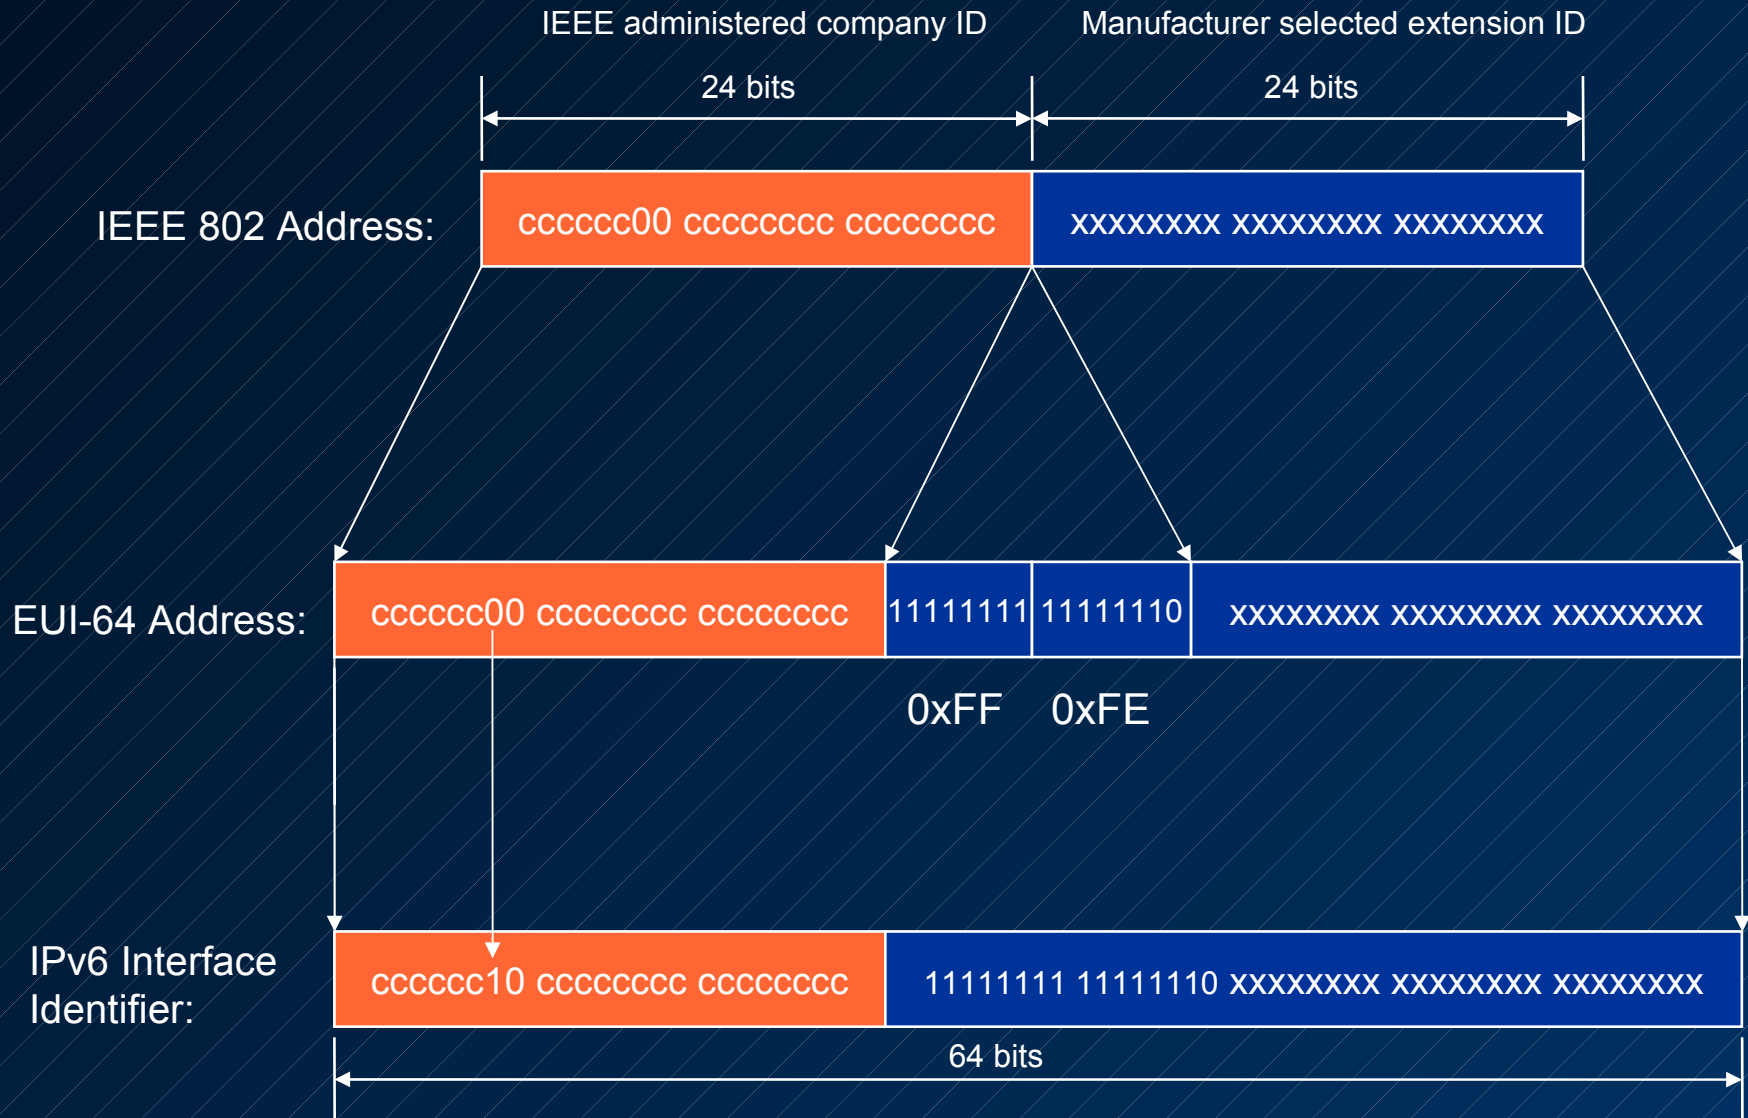 IEEE administered company ID
Manufacturer selected extension ID
24 bits
24 bits
IEEE 802 Address:
cccccc00 cccccccc cccccccc
xxxxxxxx xxxxxxxx xxxxxxxx
EUI-64 Address:
cccccc00 cccccccc cccccccc
11111111
11111110
xxxxxxxx xxxxxxxx xxxxxxxx
0xFF
0xFE
IPv6 Interface
Identifier:
cccccc10 cccccccc cccccccc
11111111 11111110 xxxxxxxx xxxxxxxx xxxxxxxx
64 bits